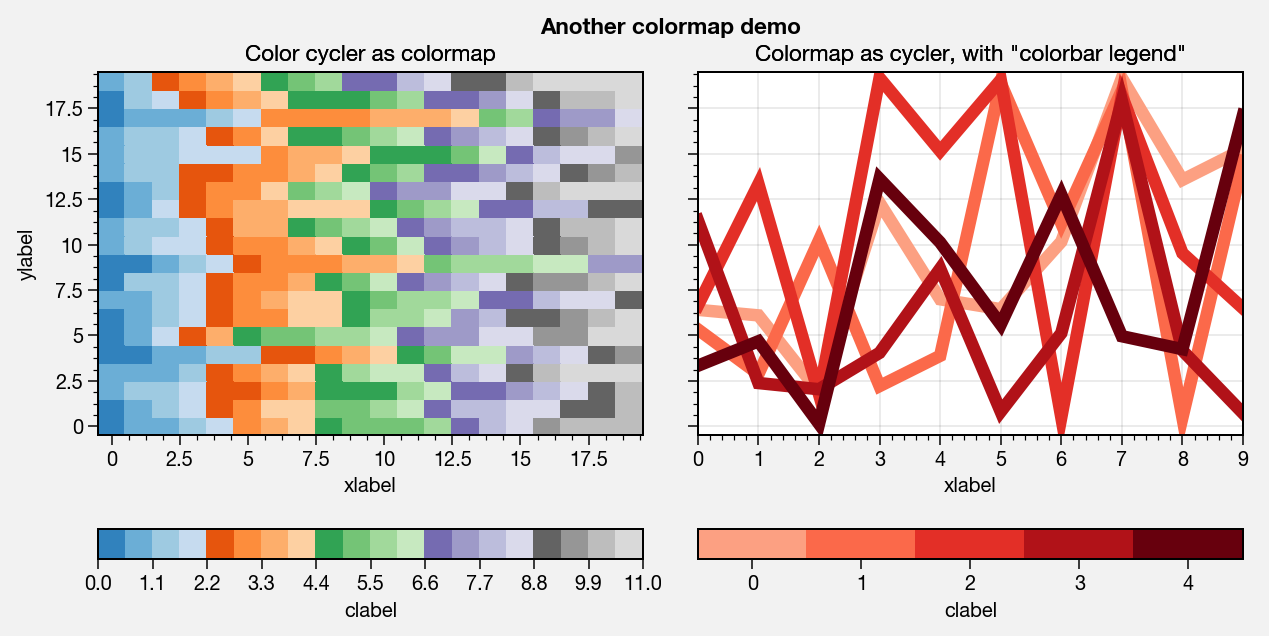 Another colormap demo
Color cycler as colormap
17.5
15
12.5
10
7.5
5
2.5
0
ylabel
0 2.5 5 7.5 10 12.5 15 17.5
xlabel
0.0 1.1 2.2 3.3 4.4 5.5 6.6 7.7 8.8 9.9 11.0
clabel
Colormap as cycler, with "colorbar legend"
0 1 2 3 4 5 6 7 8 9
xlabel
0 1 2 3 4
clabel